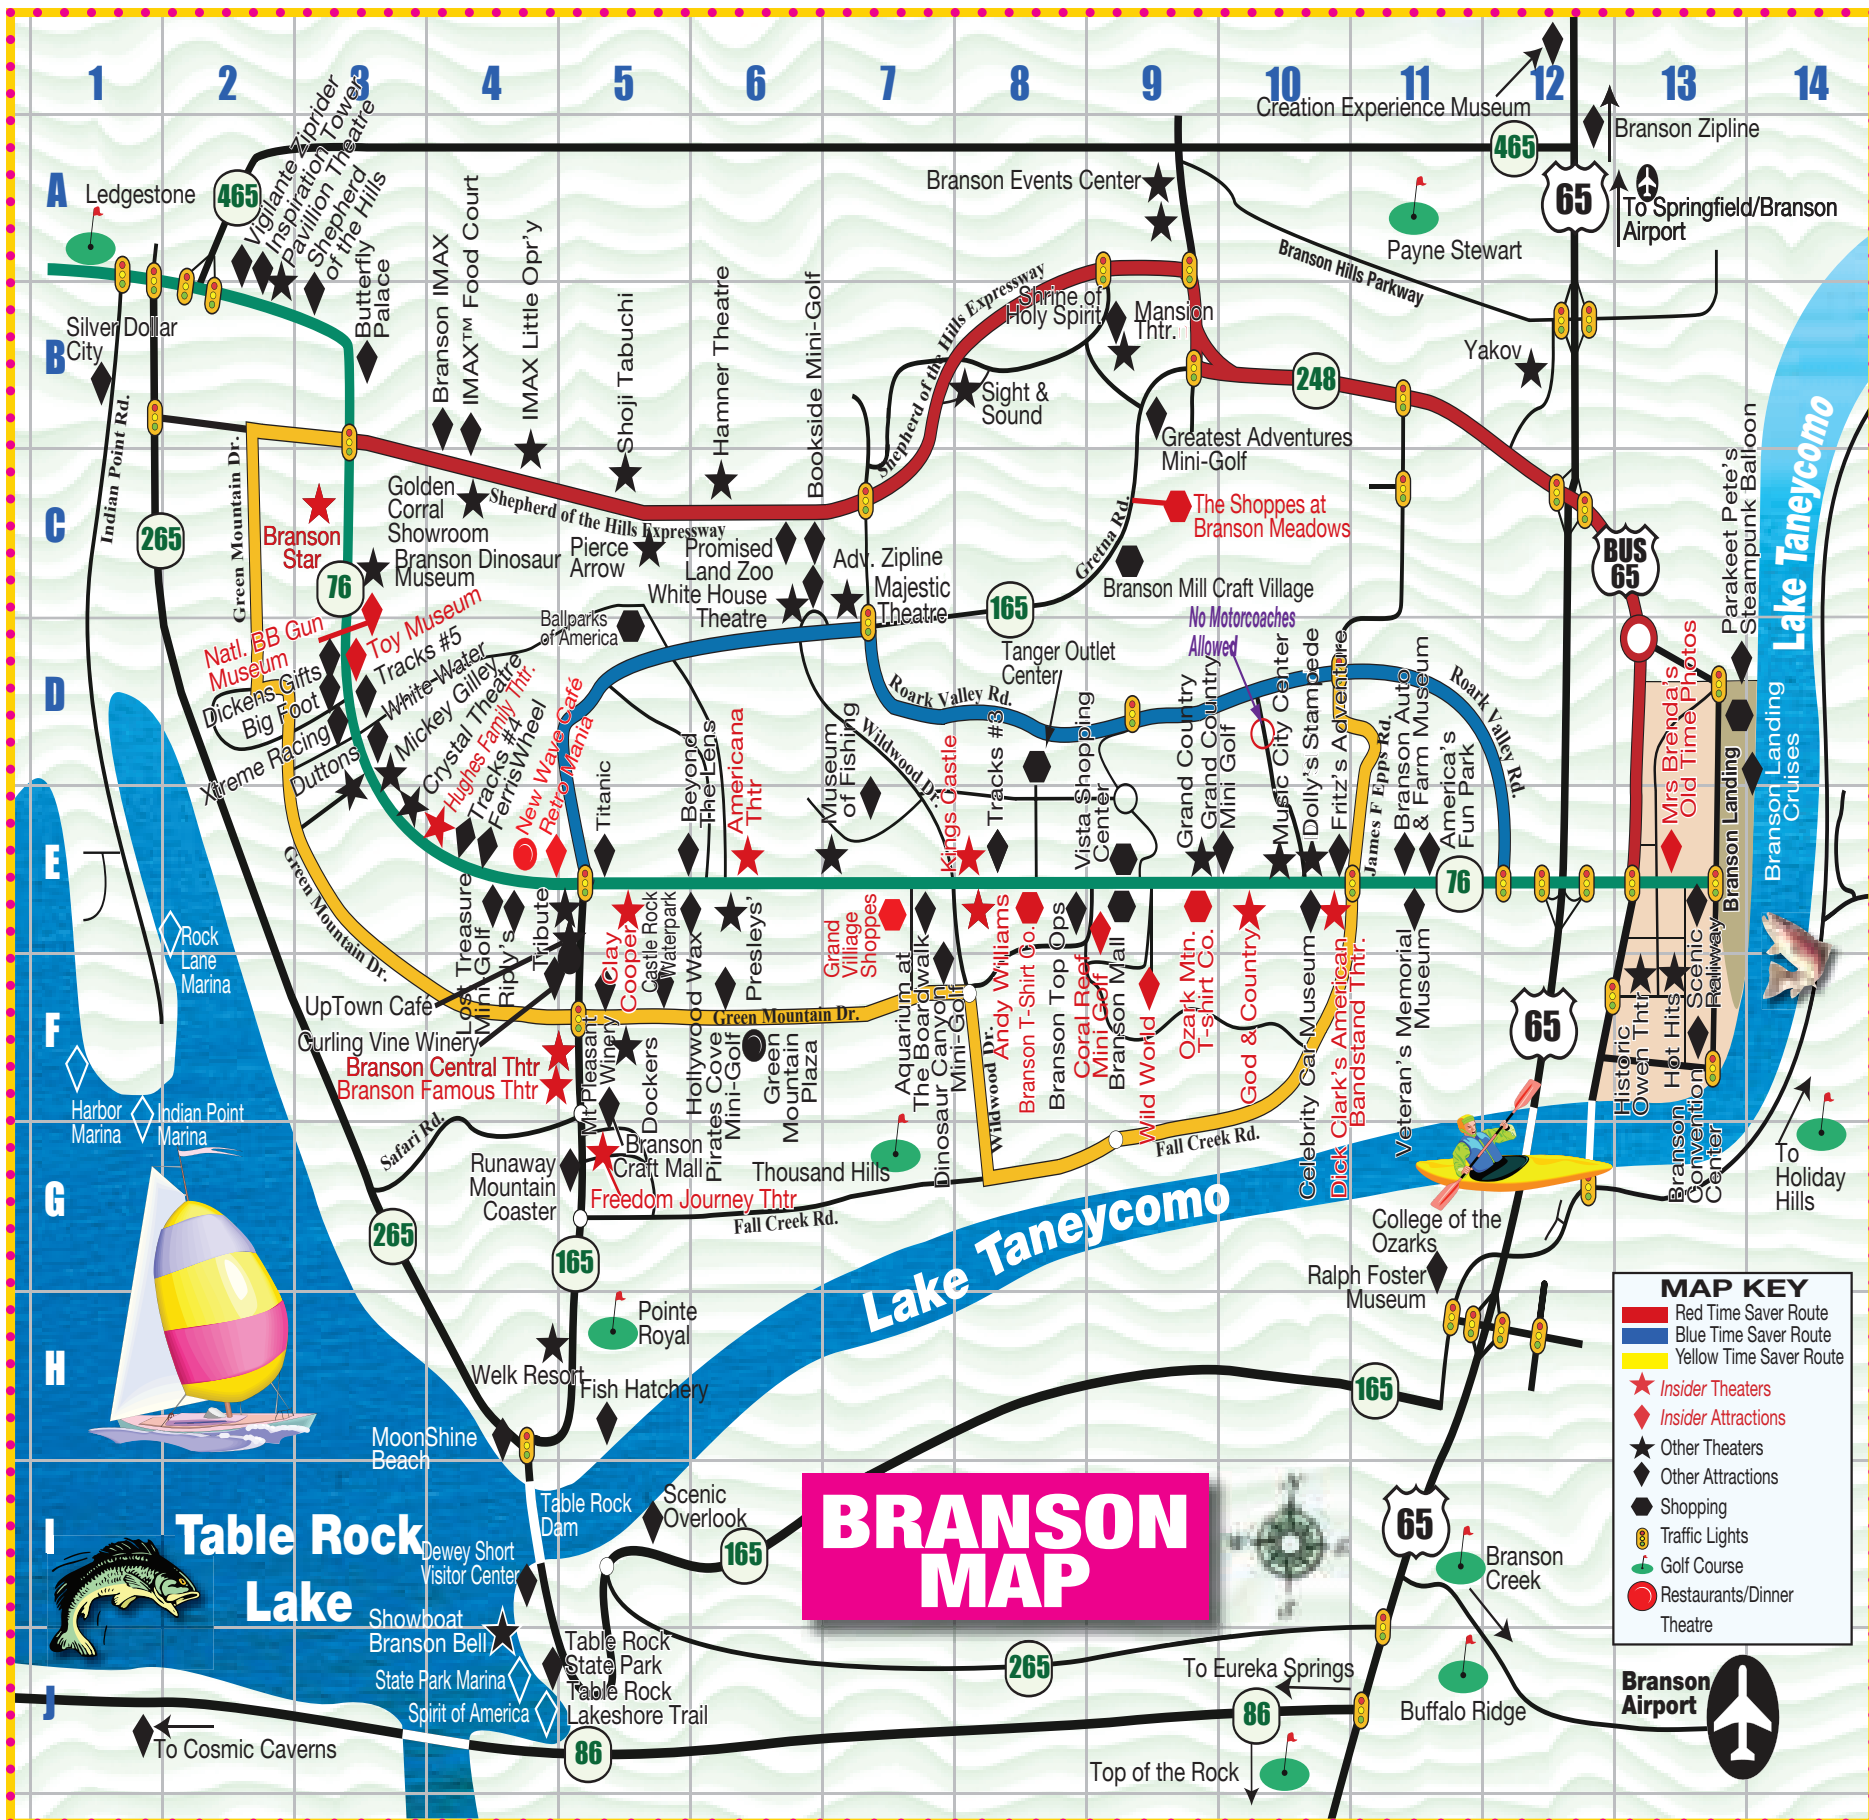 1 2 3 4 5 6 7 8 9 10 11 12 13 14
A
B
C
D
E
F
G
H
I
J
Creation Experience Museum
Branson Zipline
465
465
65
To Springfield/Branson
Airport
Ledgestone
Vigilante Ziprider
Inspiration Tower
Pavillion Theatre
Shepherd
of the Hills
Butterfly
Palace
Branson IMAX
IMAX™ Food Court
IMAX Little Opr'y
Shoji Tabuchi
Hamner Theatre
Bookside Mini-Golf
Branson Events Center
Payne Stewart
Branson Hills Parkway
Shepherd of the Hills Expressway
Shrine of
Holy Spirit
Mansion
Thtr.
Silver Dollar
City
Indian Point Rd.
Yakov
248
Sight &
Sound
Greatest Adventures
Mini-Golf
Green Mountain Dr.
265
Branson
Star
Golden
Corral
Showroom
Shepherd of the Hills Expressway
Branson Dinosaur
Museum
Pierce
Arrow
Promised
Land Zoo
White House
Theatre
Adv. Zipline
Majestic
Theatre
165
Gretna Rd.
The Shoppes at
Branson Meadows
Branson Mill Craft Village
No Motorcoaches
Allowed
BUS
65
Parakeet Pete's
Steampunk Balloon
Lake Taneycomo
76
Natl. BB Gun
Museum
Toy Museum
Tracks #5
White Water
Mickey Gilley
Crystal Theatre
Hughes Family Thtr.
Tracks #4
FerrisWheel
New Wave Café
Retro Mania
Dickens Gifts
Big Foot
Xtreme Racing
Duttons
Ballparks
of America
Tanger Outlet
Center
Roark Valley Rd.
Roark Valley Rd.
Wildwood Dr.
Titanic
Beyond
The Lens
Americana
Thtr
Museum
of Fishing
Kings Castle
Tracks #3
Vista Shopping
Center
Grand Country
Grand Country
Mini Golf
Music City Center
Dolly's Stampede
Fritz's Adventure
James F Epps Rd.
Branson Auto
& Farm Museum
America's
Fun Park
Mrs Brenda's
Old Time Photos
Branson Landing
Branson Landing
Cruises
76
Green Mountain Dr.
Rock
Lane
Marina
Lost Treasure
Mini-Golf
Riply's
Tribute
Clay
Cooper
Castle Rock
Waterpark
Hollywood Wax
Presleys'
Grand
Village
Shoppes
Aquarium at
The Boardwalk
Dinosaur Canyon
Mini-Golf
Andy Williams
Branson T-Shirt Co.
Branson Top Ops
Coral Reef
Mini Golf
Branson Mall
Wild World
Ozark Mtn.
T-shirt Co.
God & Country
Celebrity Car Museum
Dick Clark's American
Bandstand Thtr.
Veteran's Memorial
Museum
Historic
Owen Thtr
Hot Hits
Branson Scenic
Railway
UpTown Café
Curling Vine Winery
Branson Central Thtr
Branson Famous Thtr
Mt Pleasant
Winery
Dockers
Pirates Cove
Mini-Golf
Green
Mountain
Plaza
Green Mountain Dr.
Wildwood Dr.
65
Harbor
Marina
Indian Point
Marina
Safari Rd.
Runaway
Mountain
Coaster
Branson
Craft Mall
Freedom Journey Thtr
Thousand Hills
Fall Creek Rd.
Fall Creek Rd.
Branson
Convention
Center
To
Holiday
Hills
265
165
Lake Taneycomo
College of the
Ozarks
Ralph Foster
Museum
Pointe
Royal
Welk Resort
Fish Hatchery
MoonShine
Beach
165
MAP KEY
Red Time Saver Route
Blue Time Saver Route
Yellow Time Saver Route
Insider Theaters
Insider Attractions
Other Theaters
Other Attractions
Shopping
Traffic Lights
Golf Course
Restaurants/Dinner
Theatre
Table Rock
Lake
Table Rock
Dam
Scenic
Overlook
165
BRANSON
MAP
65
Branson
Creek
Dewey Short
Visitor Center
Showboat
Branson Bell
State Park Marina
Spirit of America
Table Rock
State Park
Table Rock
Lakeshore Trail
265
To Eureka Springs
86
Buffalo Ridge
Branson
Airport
To Cosmic Caverns
86
Top of the Rock